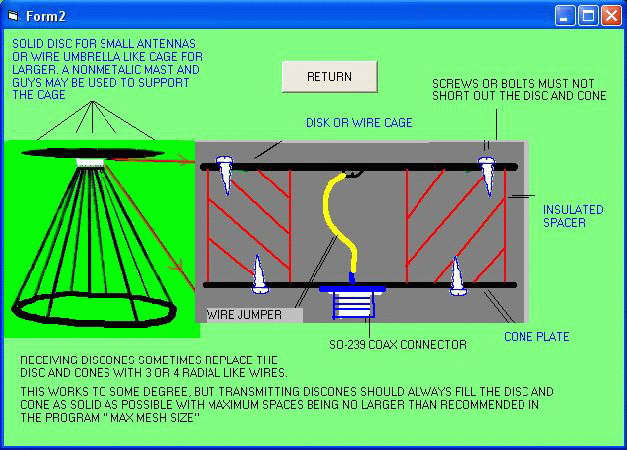 Form2
SOLID DISC FOR SMALL ANTENNAS
OR WIRE UMBRELLA LIKE CAGE FOR
LARGER. A NONMETALIC MAST AND
GUYS MAY BE USED TO SUPPORT
THE CAGE
RETURN
SCREWS OR BOLTS MUST NOT
SHORT OUT THE DISC AND CONE
DISK OR WIRE CAGE
INSULATED
SPACER
WIRE JUMPER
CONE PLATE
SO-239 COAX CONNECTOR
RECEIVING DISCONES SOMETIMES REPLACE THE
DISC AND CONES WITH 3 OR 4 RADIAL LIKE WIRES.
THIS WORKS TO SOME DEGREE, BUT TRANSMITTING DISCONES SHOULD ALWAYS FILL THE DISC AND
CONE AS SOLID AS POSSIBLE WITH MAXIMUM SPACES BEING NO LARGER THAN RECOMMENDED IN
THE PROGRAM "MAX MESH SIZE"